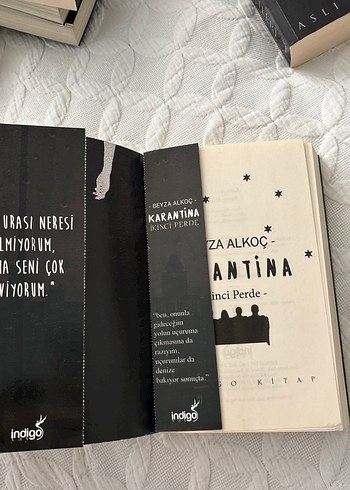 ASLI
URASI NERESİ
LMİYORUM,
MA SENİ ÇOK
VİYORUM."
indigo
- BEYZA ALKOÇ -
KARANTİNA
İKİNCİ PERDE
"ben, onunla
gideceğim
yolun uçuruma
çıkmasına da
razıyım,
uçurumlar da
denize
bakıyor sonuçta."
indigo
YZA ALKOÇ -
RANTİNA
inci Perde -
GO KİTAP